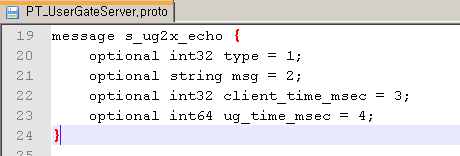 PT_UserGateServer.proto
19 message s_ug2x_echo {
20 optional int32 type = 1;
21 optional string msg = 2;
22 optional int32 client_time_msec = 3;
23 optional int64 ug_time_msec = 4;
24 }
25